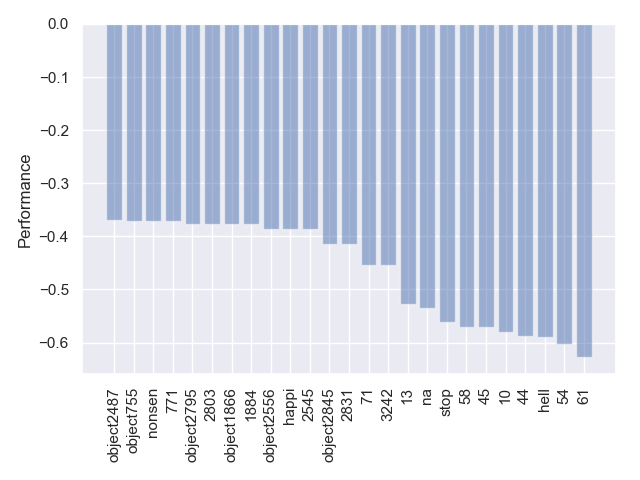 0.0
−0.1
−0.2
−0.3
−0.4
−0.5
−0.6
Performance
object2487
object755
nonsen
771
object2795
2803
object1866
1884
object2556
happi
2545
object2845
2831
71
3242
13
na
stop
58
45
10
44
hell
54
61